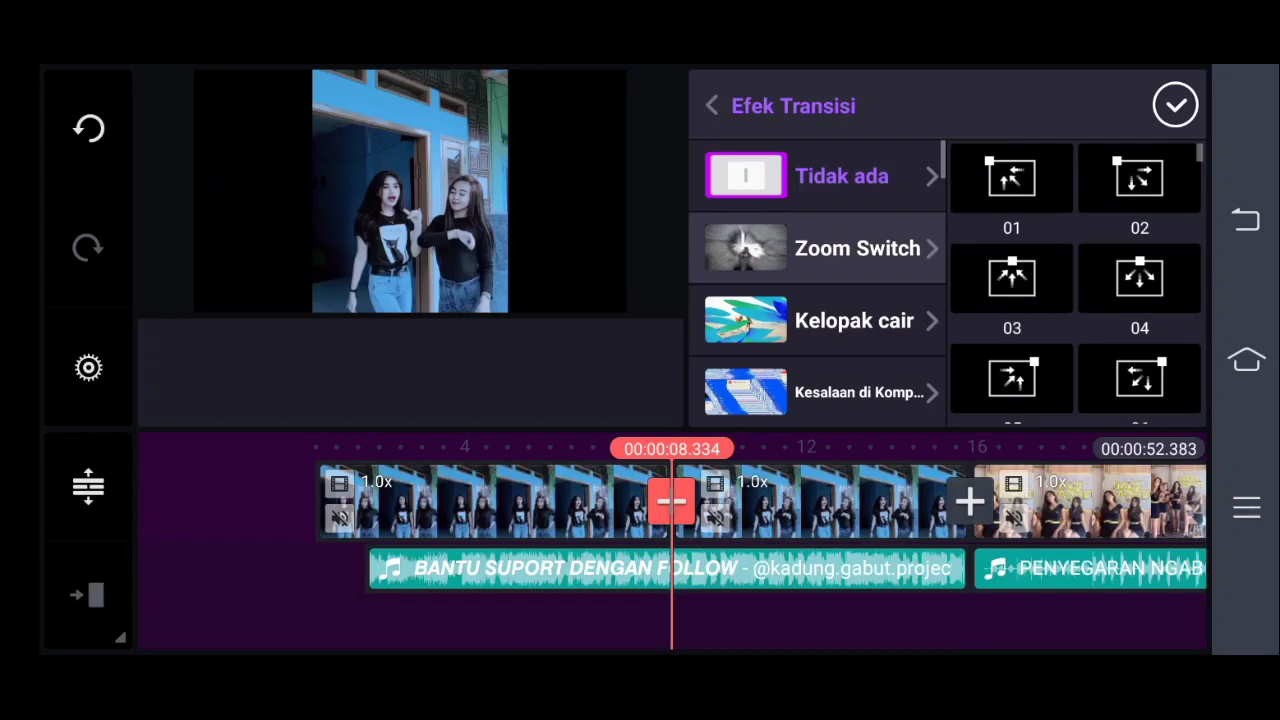 Efek Transisi
Tidak ada
Zoom Switch
Kelopak cair
Kesalaan di Komp...
01
02
03
04
4
00:00:08.334
12
16
00:00:52.383
1.0x
1.0x
1.0x
BANTU SUPORT DENGAN FOLLOW - @kadung.gabut.projec
PENYEGARAN NGAB